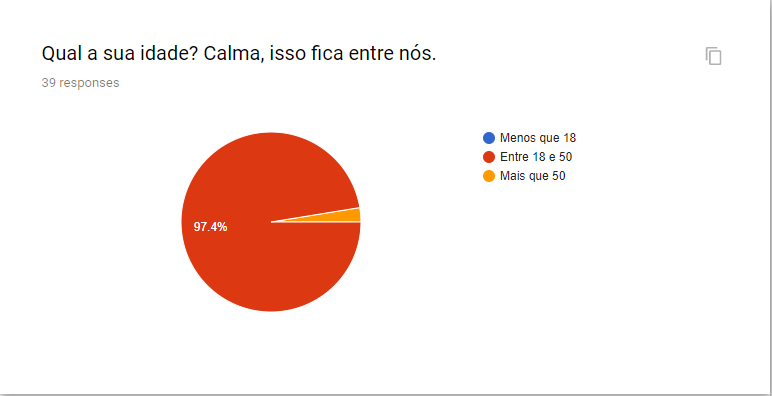 Qual a sua idade? Calma, isso fica entre nós.
39 responses
Menos que 18
Entre 18 e 50
Mais que 50
97.4%